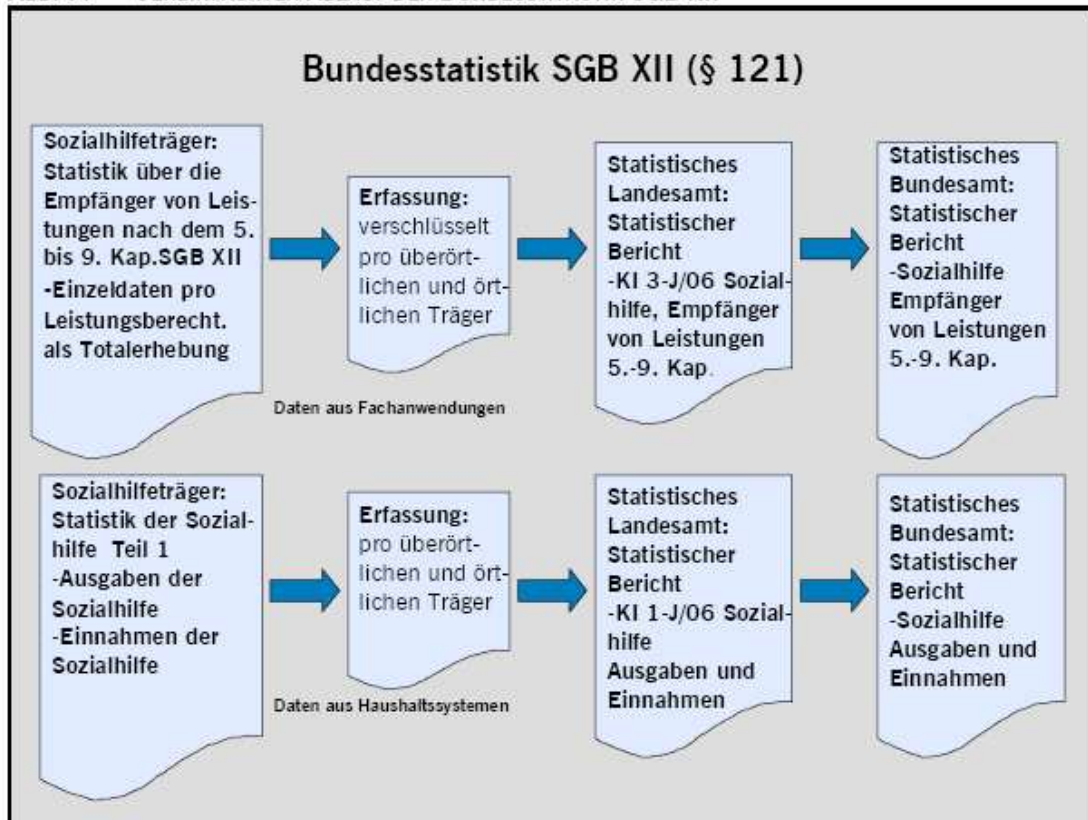 Bundesstatistik SGB XII (§ 121)
Sozialhilfeträger:
Statistik über die
Empfänger von Leis-
tungen nach dem 5.
bis 9. Kap.SGB XII
-Einzeldaten pro
Leistungsberecht.
als Totalerhebung
Erfassung:
verschlüsselt
pro überört-
lichen und ört-
lichen Träger
Statistisches
Landesamt:
Statistischer
Bericht
-KI 3-J/06 Sozial-
hilfe, Empfänger
von Leistungen
5.-9. Kap.
Statistisches
Bundesamt:
Statistischer
Bericht
-Sozialhilfe
Empfänger
von Leistungen
5.-9. Kap.
Daten aus Fachanwendungen
Sozialhilfeträger:
Statistik der Sozial-
hilfe Teil 1
-Ausgaben der
Sozialhilfe
-Einnahmen der
Sozialhilfe
Erfassung:
pro überört-
lichen und ört-
lichen Träger
Statistisches
Landesamt:
Statistischer
Bericht
-KI 1-J/06 Sozial-
hilfe
Ausgaben und
Einnahmen
Statistisches
Bundesamt:
Statistischer
Bericht
-Sozialhilfe
Ausgaben und
Einnahmen
Daten aus Haushaltssystemen